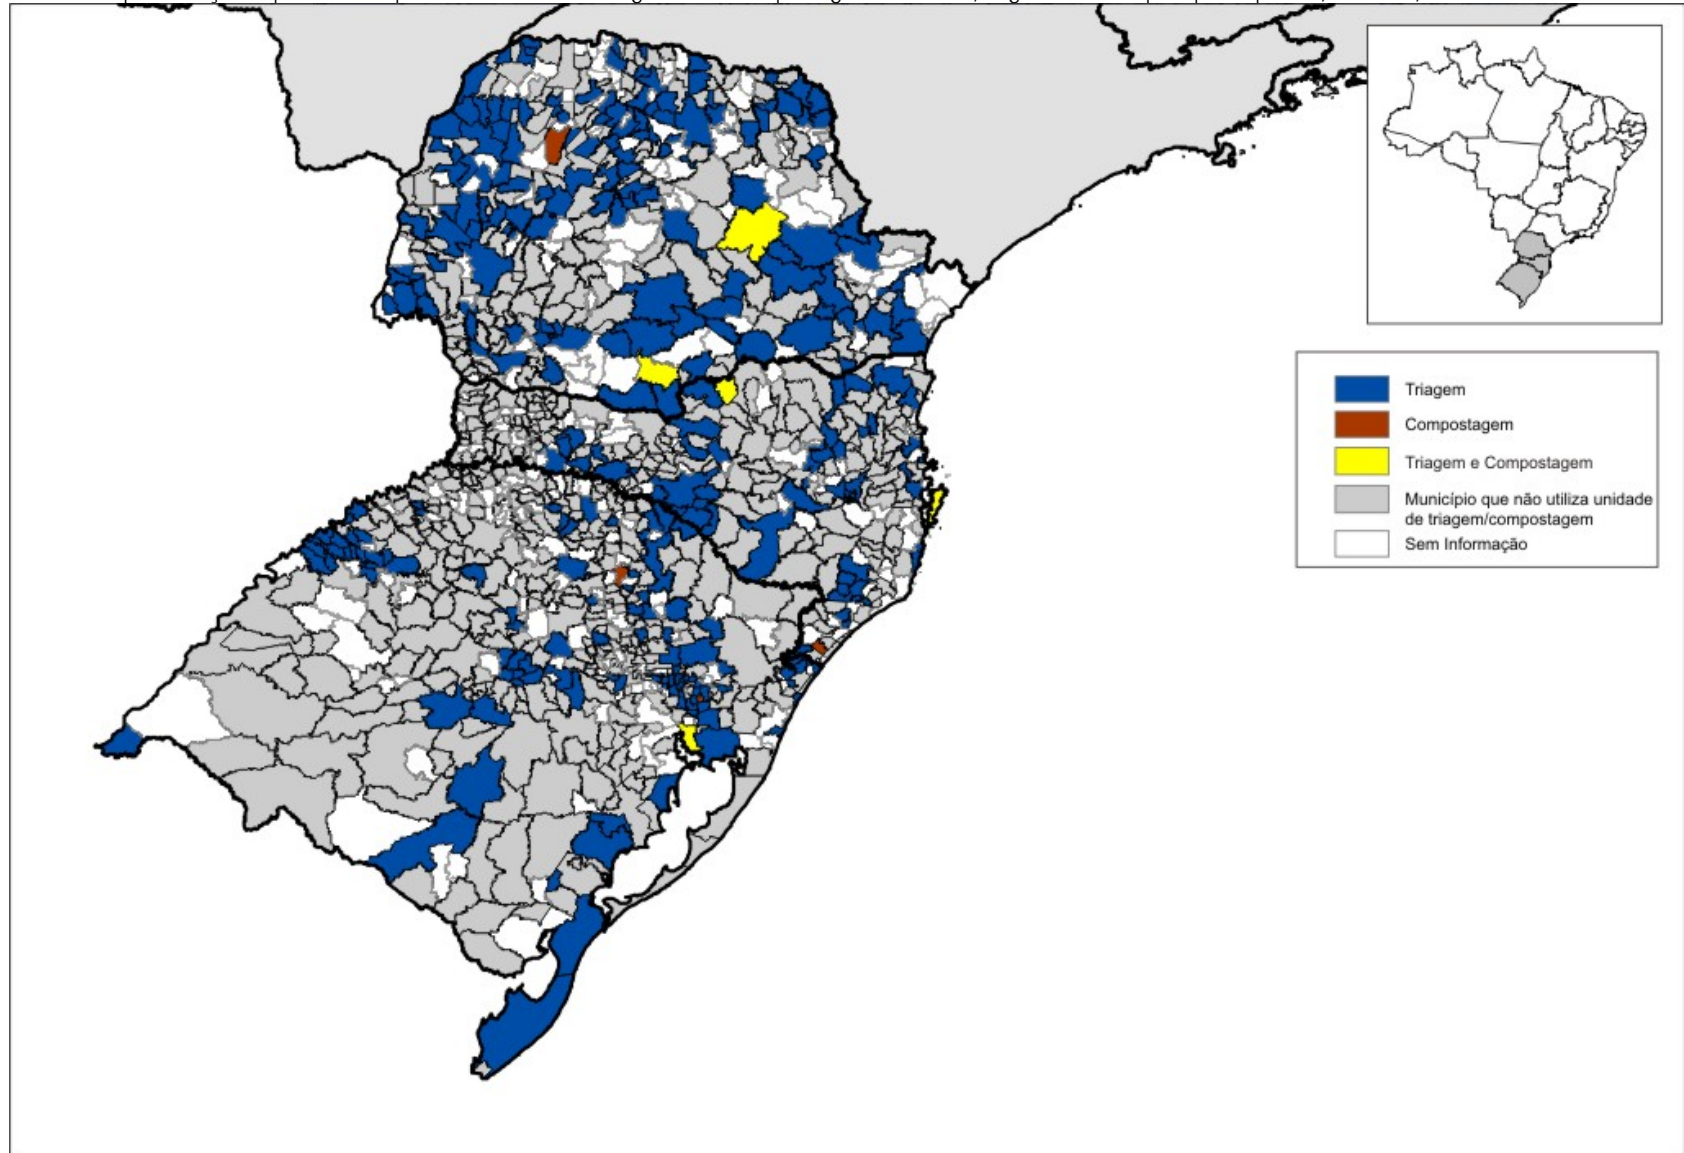 Triagem
Compostagem
Triagem e Compostagem
Município que não utiliza unidade
de triagem/compostagem
Sem Informação